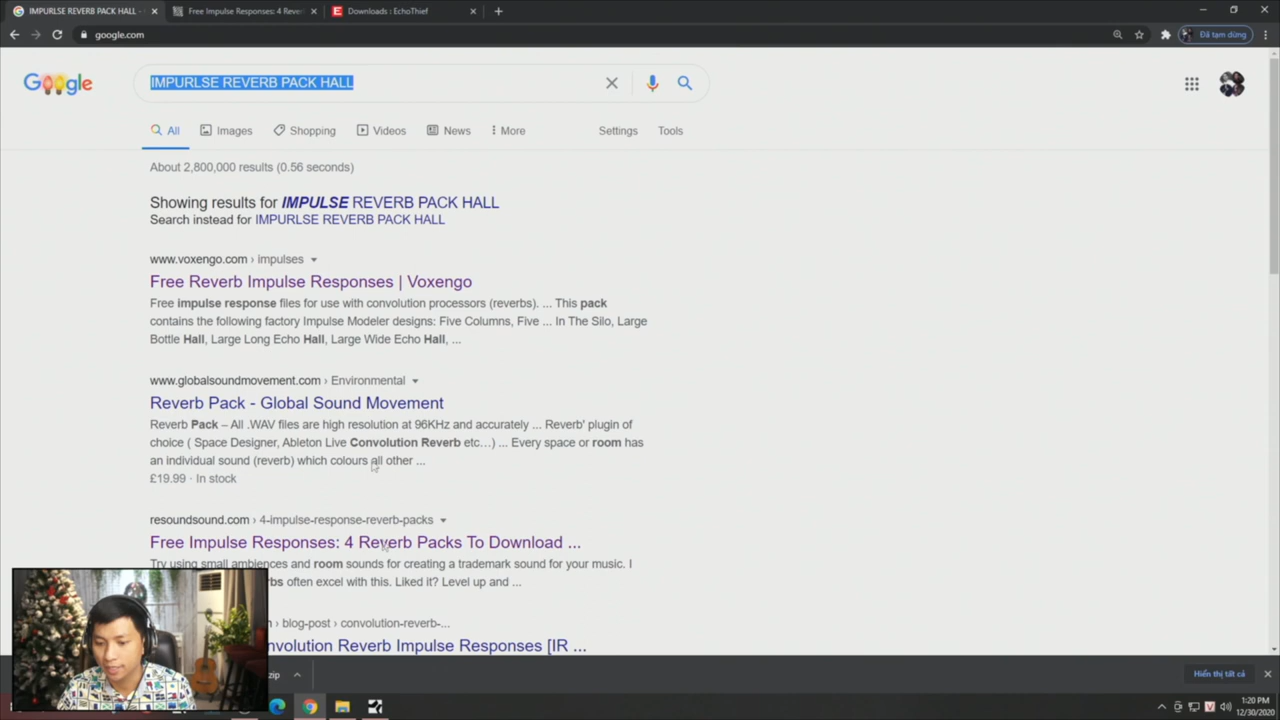 IMPURLSE REVERB PACK HALL -
Free Impulse Responses: 4 Rever
Downloads : EchoThief
google.com
Đã tạm dừng
Google
IMPURLSE REVERB PACK HALL
All
Images
Shopping
Videos
News
More
Settings
Tools
About 2,800,000 results (0.56 seconds)
Showing results for IMPULSE REVERB PACK HALL
Search instead for IMPURLSE REVERB PACK HALL
www.voxengo.com › impulses
Free Reverb Impulse Responses | Voxengo
Free impulse response files for use with convolution processors (reverbs). ... This pack
contains the following factory Impulse Modeler designs: Five Columns, Five ... In The Silo, Large
Bottle Hall, Large Long Echo Hall, Large Wide Echo Hall, ...
www.globalsoundmovement.com › Environmental
Reverb Pack - Global Sound Movement
Reverb Pack – All .WAV files are high resolution at 96KHz and accurately ... Reverb' plugin of
choice ( Space Designer, Ableton Live Convolution Reverb etc…) ... Every space or room has
an individual sound (reverb) which colours all other ...
£19.99 · In stock
resoundsound.com › 4-impulse-response-reverb-packs
Free Impulse Responses: 4 Reverb Packs To Download ...
Try using small ambiences and room sounds for creating a trademark sound for your music. I
often excel with this. Liked it? Level up and ...
› blog-post › convolution-reverb-...
Reverb Impulse Responses [IR ...
zip
Hiển thị tất cả
1:20 PM
12/30/2020